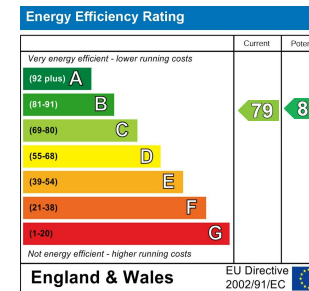 Energy Efficiency Rating
Current
Very energy efficient - lower running costs
(92 plus) A
(81-91) B
79
(69-80) C
(55-68) D
(39-54) E
(21-38) F
(1-20) G
Not energy efficient - higher running costs
England & Wales
EU Directive
2002/91/EC